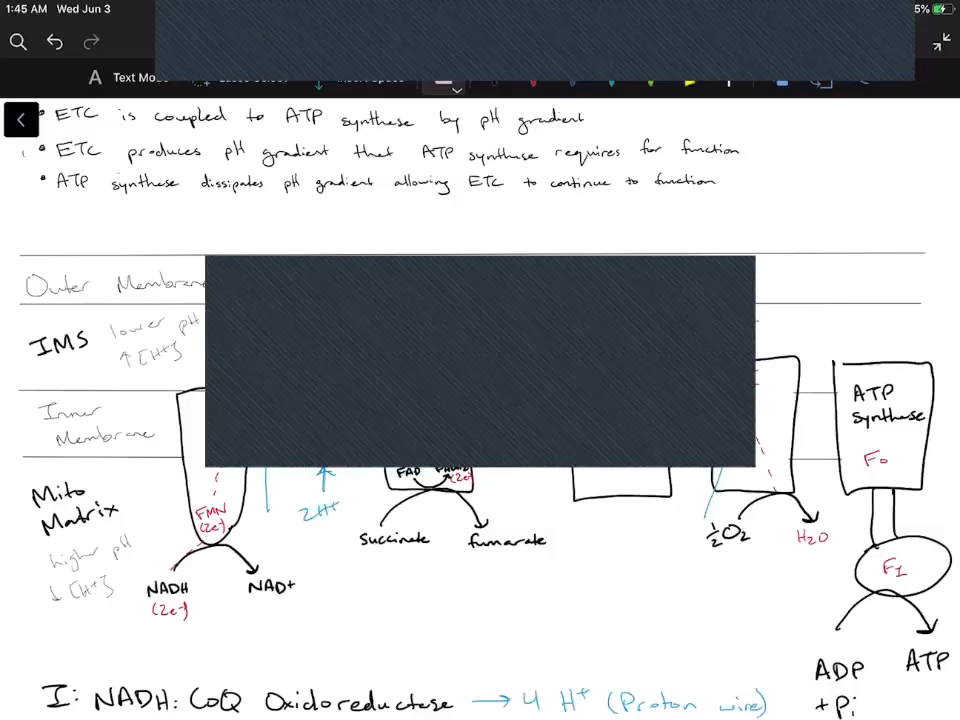 1:45 AM Wed Jun 3
5%
A Text Mo
• ETC is coupled to ATP synthase by pH gradient
• ETC produces pH gradient that ATP synthase requires for function
• ATP synthase dissipates pH gradient allowing ETC to continue to function
Outer Membrane
IMS lower pH
↑ [H+]
Inner
Membrane
ATP
synthase
F₀
FAD
(2e-)
Mito
Matrix
FMN
(2e-)
2H+
succinate
fumarate
½O₂
H₂O
higher pH
↓ [H+]
F₁
NADH
(2e-)
NAD+
ADP
+ Pi
ATP
I: NADH: CoQ Oxidoreductase → 4 H+ (Proton wire)